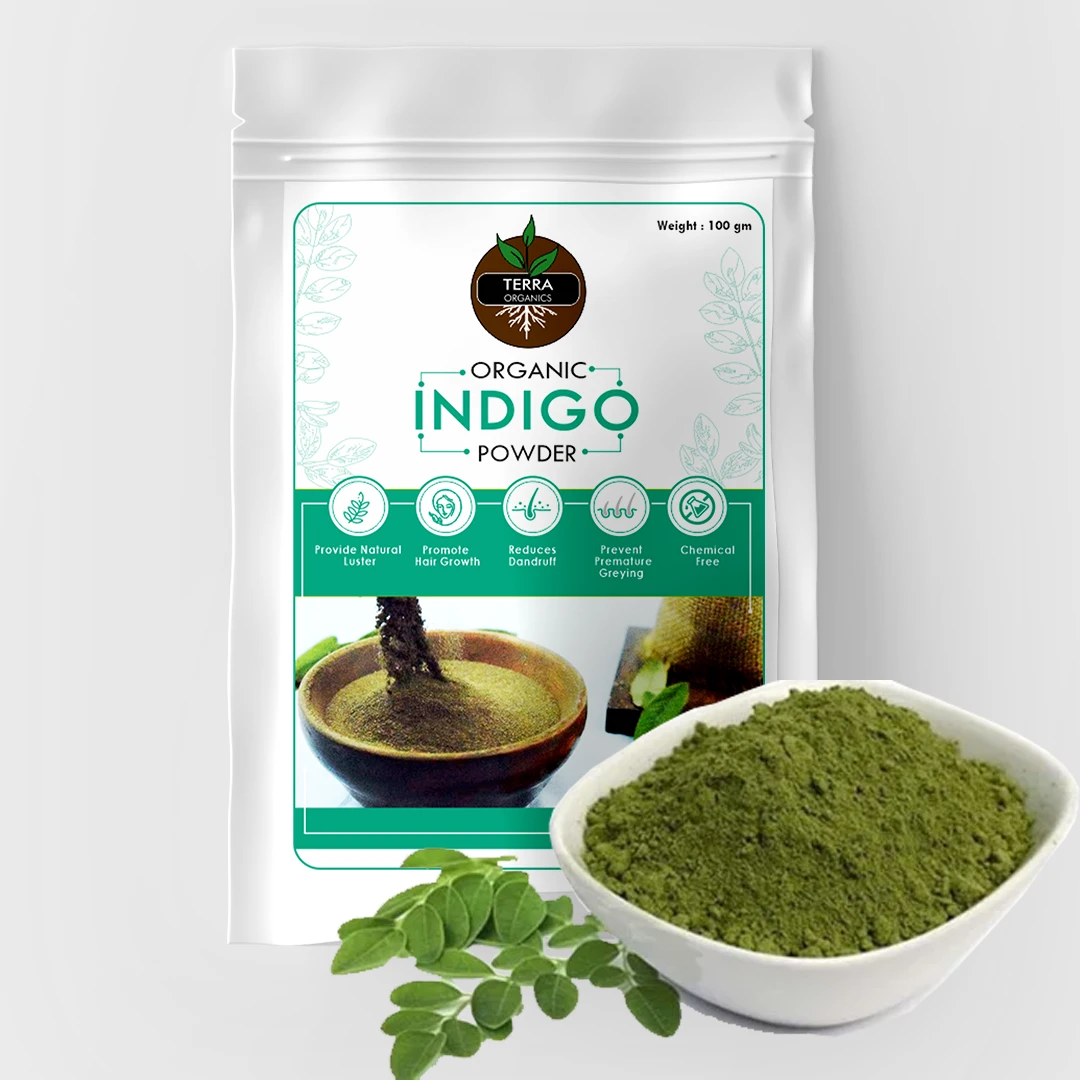 Weight : 100 gm
TERRA
ORGANICS
ORGANIC
INDIGO
POWDER
Provide Natural
Luster
Promote
Hair Growth
Reduces
Dandruff
Prevent
Premature
Greying
Chemical
Free